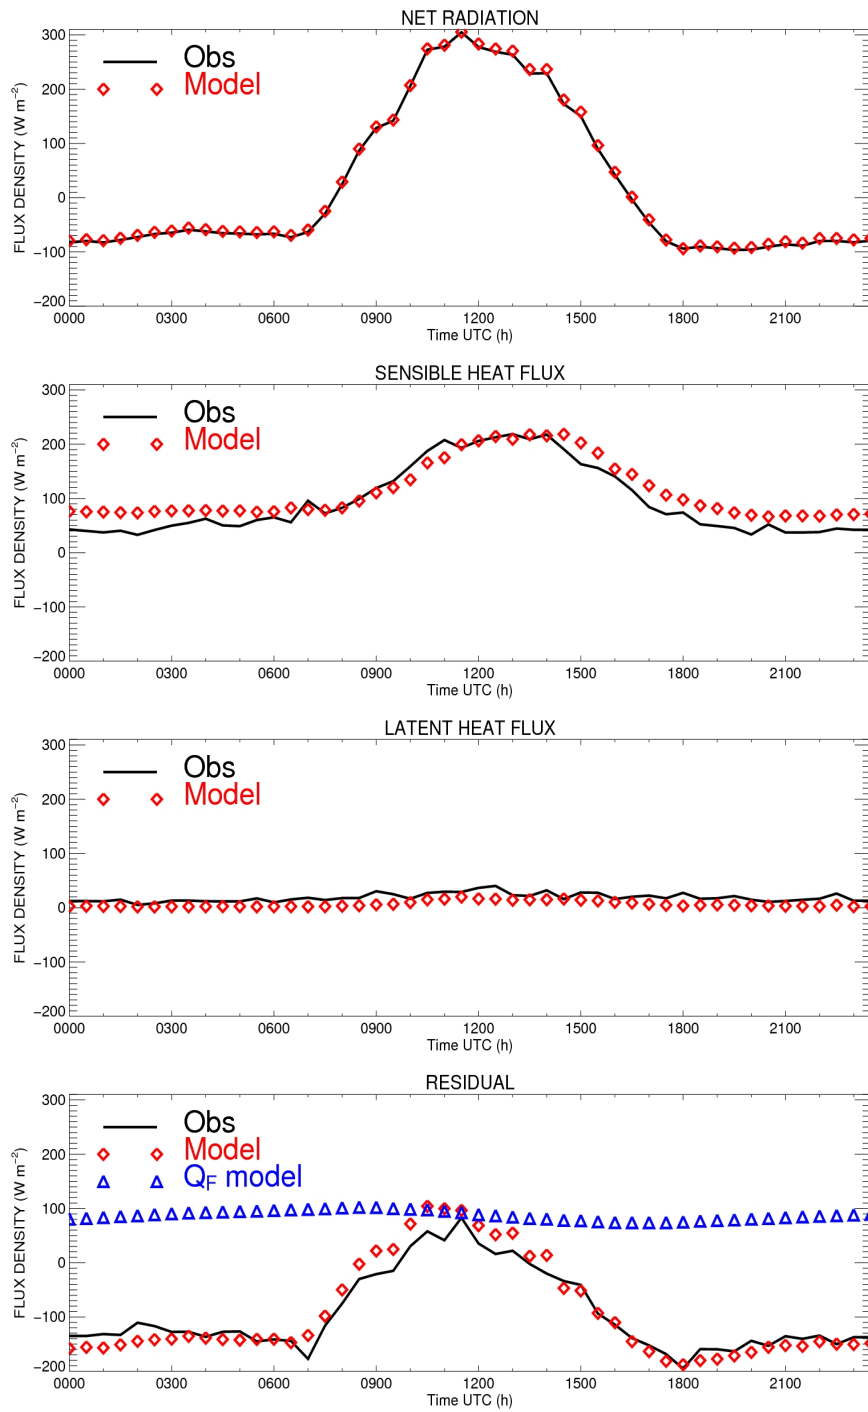 NET RADIATION
300
200
100
0
−100
−200
FLUX DENSITY (W m⁻²)
Obs
Model
0000 0300 0600 0900 1200 1500 1800 2100
Time UTC (h)
SENSIBLE HEAT FLUX
300
200
100
0
−100
−200
FLUX DENSITY (W m⁻²)
Obs
Model
0000 0300 0600 0900 1200 1500 1800 2100
Time UTC (h)
LATENT HEAT FLUX
300
200
100
0
−100
−200
FLUX DENSITY (W m⁻²)
Obs
Model
0000 0300 0600 0900 1200 1500 1800 2100
Time UTC (h)
RESIDUAL
300
200
100
0
−100
−200
FLUX DENSITY (W m⁻²)
Obs
Model
Q_F model
0000 0300 0600 0900 1200 1500 1800 2100
Time UTC (h)